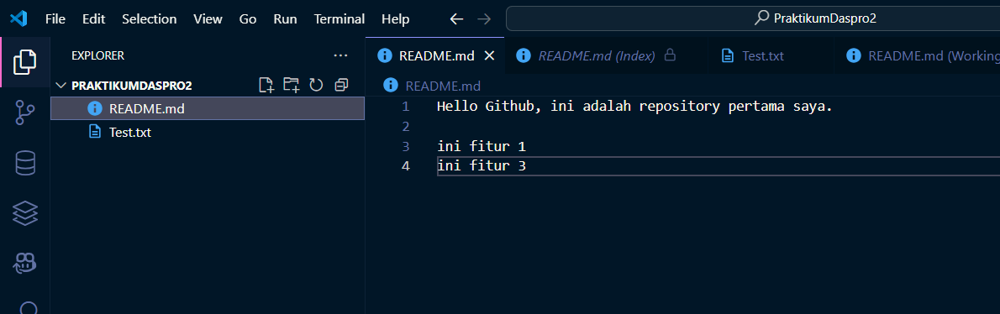 File Edit Selection View Go Run Terminal Help
PraktikumDaspro2
EXPLORER
README.md
README.md (Index)
Test.txt
README.md (Working
PRAKTIKUMDASPRO2
README.md
Test.txt
README.md
1 Hello Github, ini adalah repository pertama saya.
2
3 ini fitur 1
4 ini fitur 3